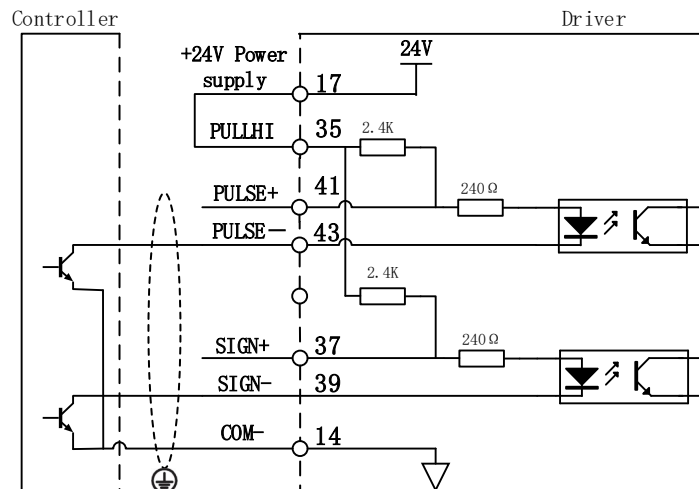 Controller
Driver
+24V Power
supply
17
24V
PULLHI
35
2.4K
PULSE+
41
240Ω
PULSE—
43
2.4K
SIGN+
37
240Ω
SIGN-
39
COM-
14